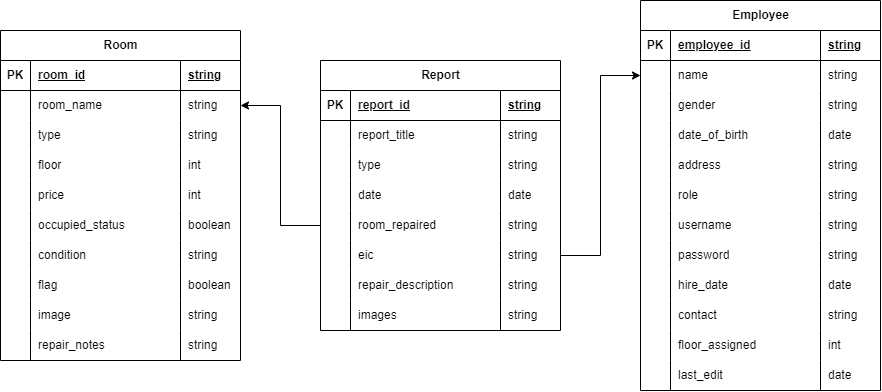 Room
PK room_id string
room_name string
type string
floor int
price int
occupied_status boolean
condition string
flag boolean
image string
repair_notes string
Report
PK report_id string
report_title string
type string
date date
room_repaired string
eic string
repair_description string
images string
Employee
PK employee_id string
name string
gender string
date_of_birth date
address string
role string
username string
password string
hire_date date
contact string
floor_assigned int
last_edit date